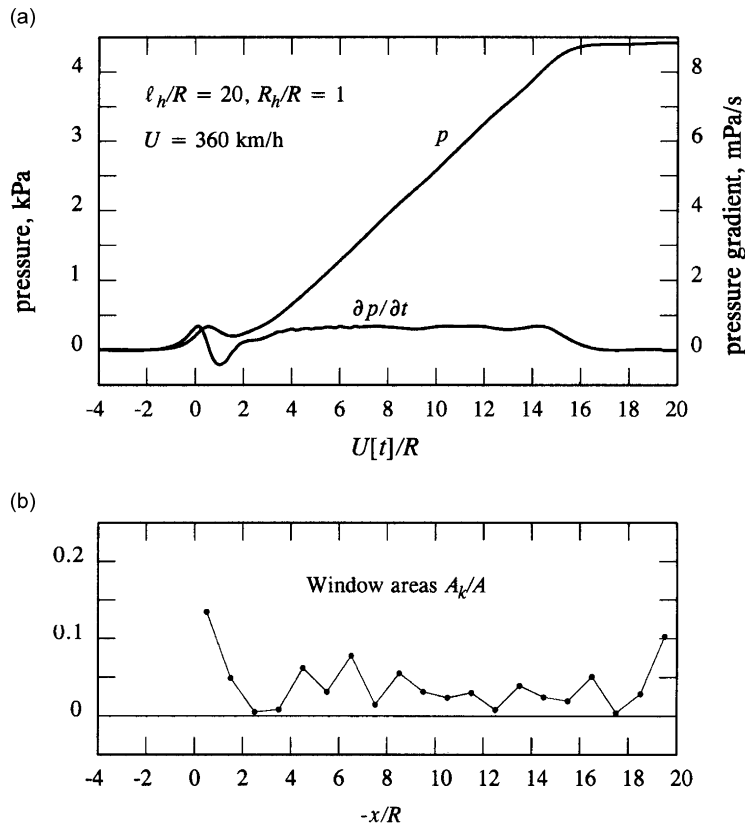 (a)
4
3
2
1
0
pressure, kPa
ℓh/R = 20, Rh/R = 1
U = 360 km/h
p
∂p/∂t
8
6
4
2
0
pressure gradient, mPa/s
-4 -2 0 2 4 6 8 10 12 14 16 18 20
U[t]/R
(b)
0.2
0.1
0
Window areas Ak/A
-4 -2 0 2 4 6 8 10 12 14 16 18 20
-x/R